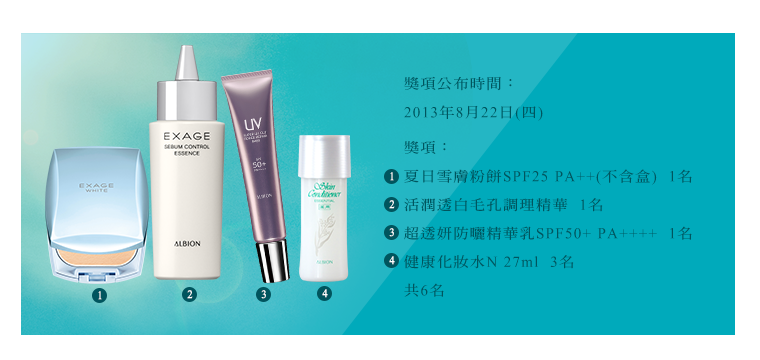 獎項公布時間：
2013年8月22日(四)
獎項：
1 夏日雪膚粉餅SPF25 PA++(不含盒) 1名
2 活潤透白毛孔調理精華 1名
3 超透妍防曬精華乳SPF50+ PA++++ 1名
4 健康化妝水N 27ml 3名
共6名
EXAGE
WHITE
EXAGE
SEBUM CONTROL
ESSENCE
ALBION
UV
SPF
50+
ALBION
Skin
Conditioner
ESSENTIAL
ALBION
1
2
3
4